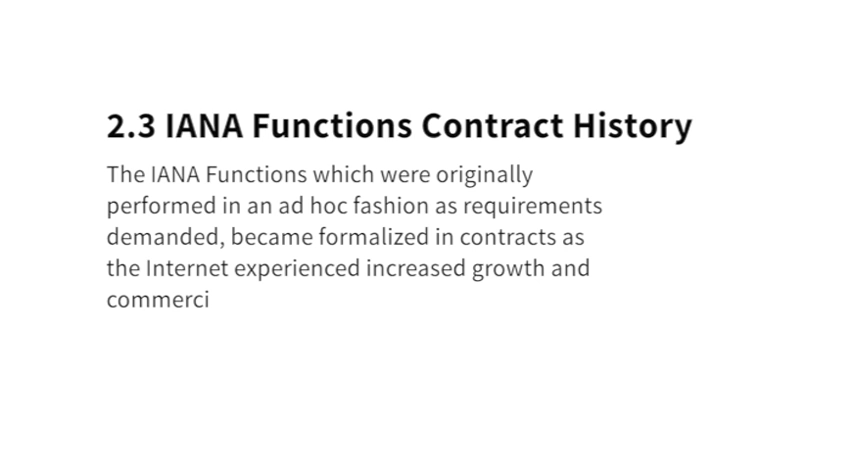 2.3 IANA Functions Contract History
The IANA Functions which were originally
performed in an ad hoc fashion as requirements
demanded, became formalized in contracts as
the Internet experienced increased growth and
commerci